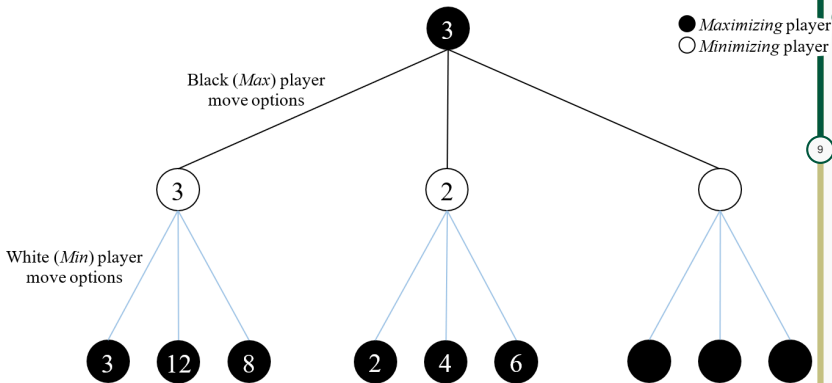 3
Maximizing player
Minimizing player
Black (Max) player
move options
9
3
2
White (Min) player
move options
3
12
8
2
4
6